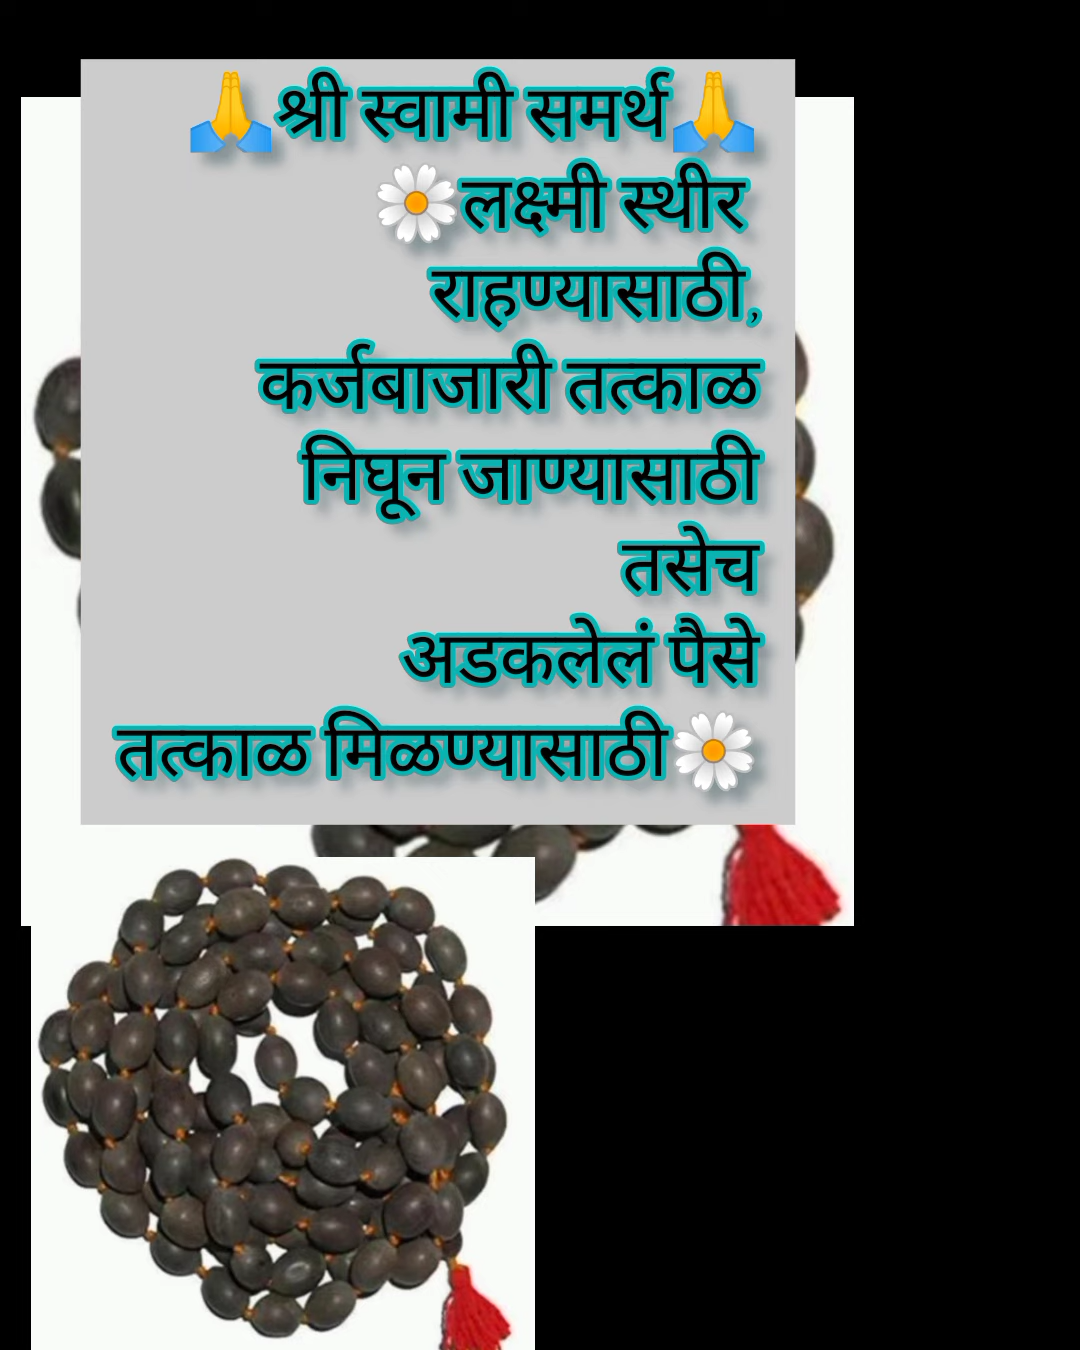 🙏श्री स्वामी समर्थ🙏
🌼लक्ष्मी स्थीर
राहण्यासाठी,
कर्जबाजारी तत्काळ
निघून जाण्यासाठी
तसेच
अडकलेलं पैसे
तत्काळ मिळण्यासाठी🌼